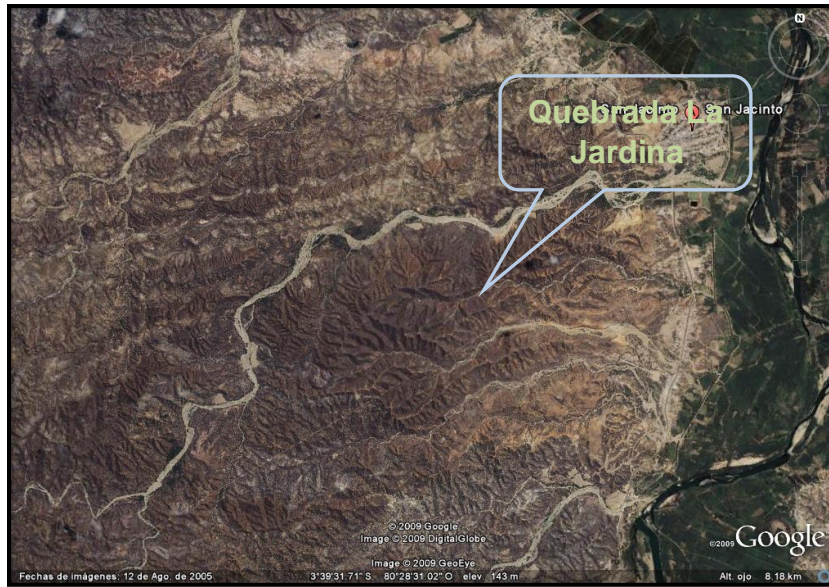 N
Quebrada La
Jardina
San Jacinto
San Jacinto
© 2009 Google
Image © 2009 DigitalGlobe
Image © 2009 GeoEye
©2009 Google
Fechas de imágenes: 12 de Ago. de 2005
3°39'31.71" S 80°28'31.02" O elev. 143 m
Alt. ojo 8.18 km